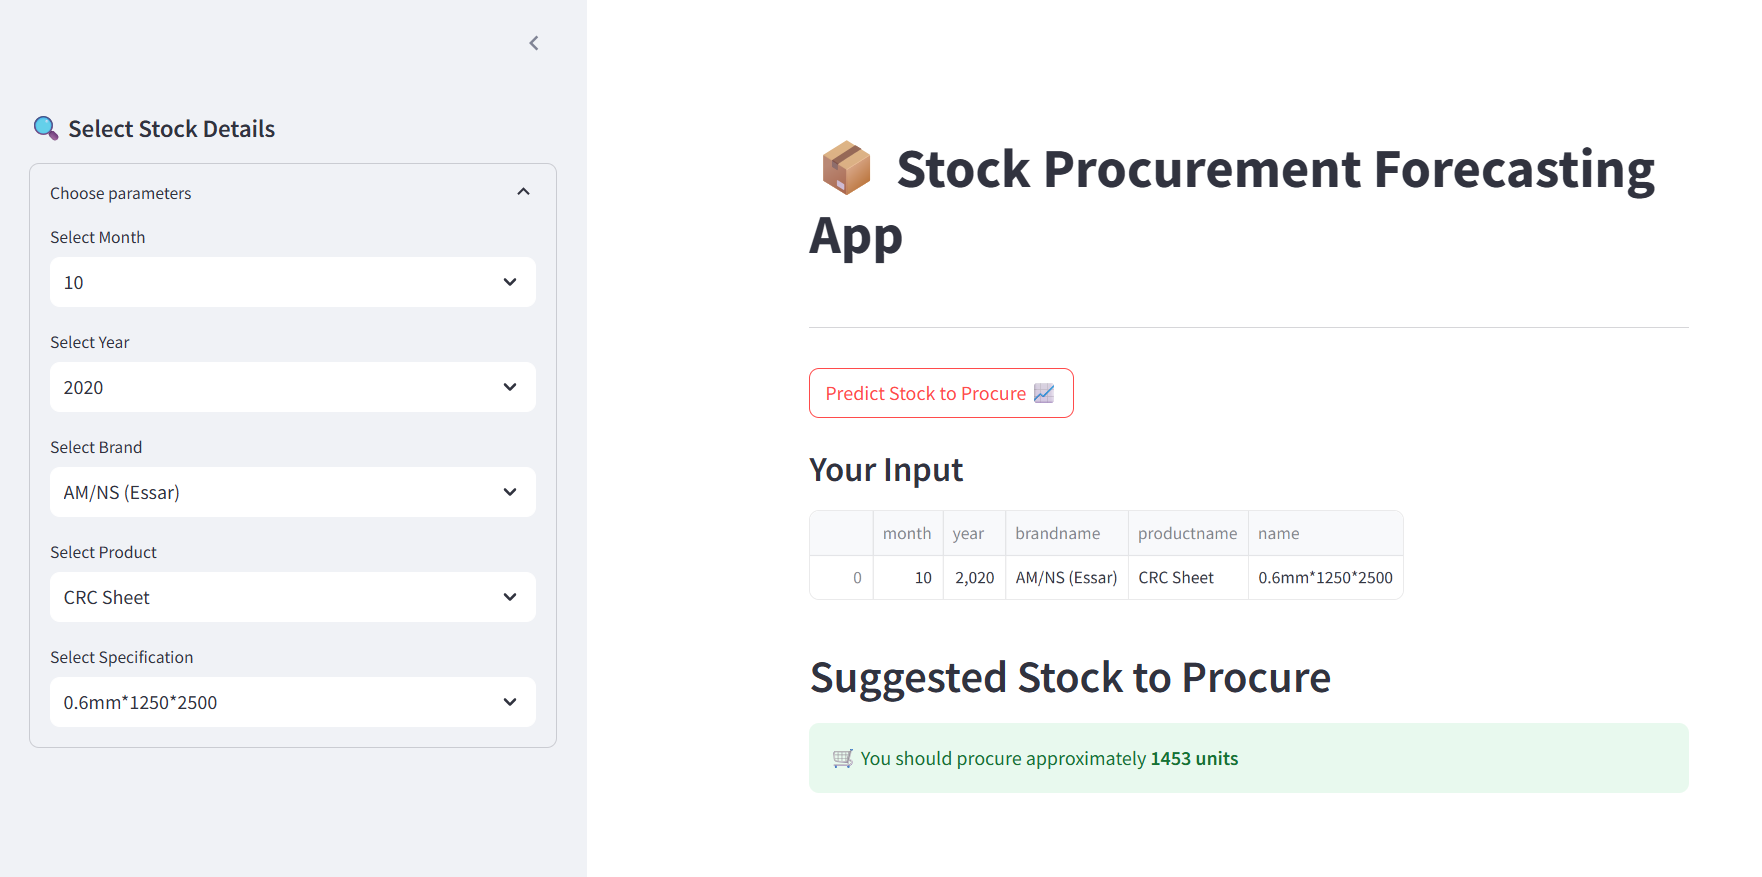 Select Stock Details
Choose parameters
Select Month
10
Select Year
2020
Select Brand
AM/NS (Essar)
Select Product
CRC Sheet
Select Specification
0.6mm*1250*2500
Stock Procurement Forecasting
App
Predict Stock to Procure
Your Input
month year brandname productname name
0 10 2,020 AM/NS (Essar) CRC Sheet 0.6mm*1250*2500
Suggested Stock to Procure
You should procure approximately 1453 units